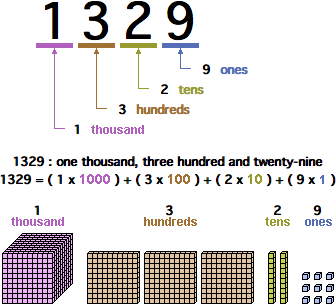 1329
9 ones
2 tens
3 hundreds
1 thousand
1329 : one thousand, three hundred and twenty-nine
1329 = ( 1 x 1000 ) + ( 3 x 100 ) + ( 2 x 10 ) + ( 9 x 1 )
1 3 2 9
thousand hundreds tens ones